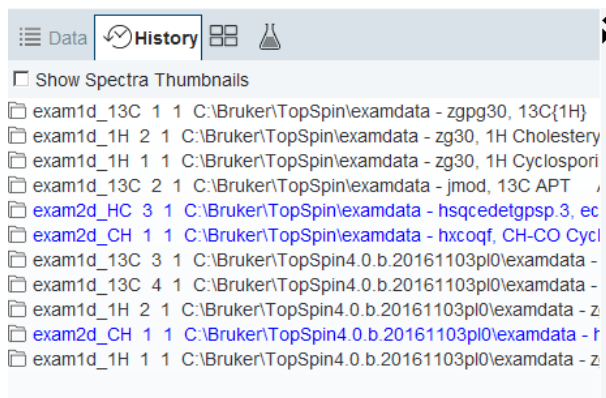 Data History
Show Spectra Thumbnails
exam1d_13C 1 1 C:\Bruker\TopSpin\examdata - zgpg30, 13C{1H}
exam1d_1H 2 1 C:\Bruker\TopSpin\examdata - zg30, 1H Cholestery
exam1d_1H 1 1 C:\Bruker\TopSpin\examdata - zg30, 1H Cyclospori
exam1d_13C 2 1 C:\Bruker\TopSpin\examdata - jmod, 13C APT
exam2d_HC 3 1 C:\Bruker\TopSpin\examdata - hsqcedetgpsp.3, ec
exam2d_CH 1 1 C:\Bruker\TopSpin\examdata - hxcoqf, CH-CO Cycl
exam1d_13C 3 1 C:\Bruker\TopSpin4.0.b.20161103pl0\examdata -
exam1d_13C 4 1 C:\Bruker\TopSpin4.0.b.20161103pl0\examdata -
exam1d_1H 2 1 C:\Bruker\TopSpin4.0.b.20161103pl0\examdata - z
exam2d_CH 1 1 C:\Bruker\TopSpin4.0.b.20161103pl0\examdata - h
exam1d_1H 1 1 C:\Bruker\TopSpin4.0.b.20161103pl0\examdata - z